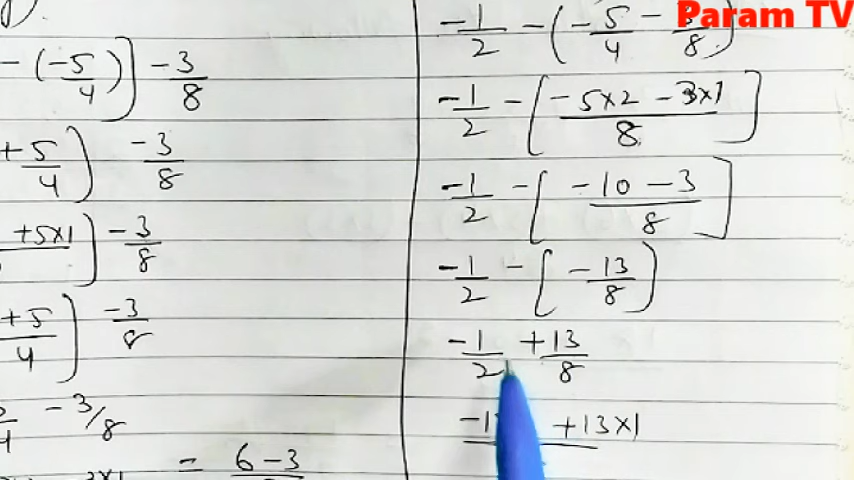 Param TV
- (-5/4)] -3/8
+5/4) -3/8
+5×1] -3/8
+5/4) -3/8
/4 -3/8
= 6-3
-1/2 - (-5/4 - 3/8)
-1/2 - [-5×2 - 3×1/8]
-1/2 - [-10 - 3/8]
-1/2 - [-13/8]
-1/2 +13/8
+13×1